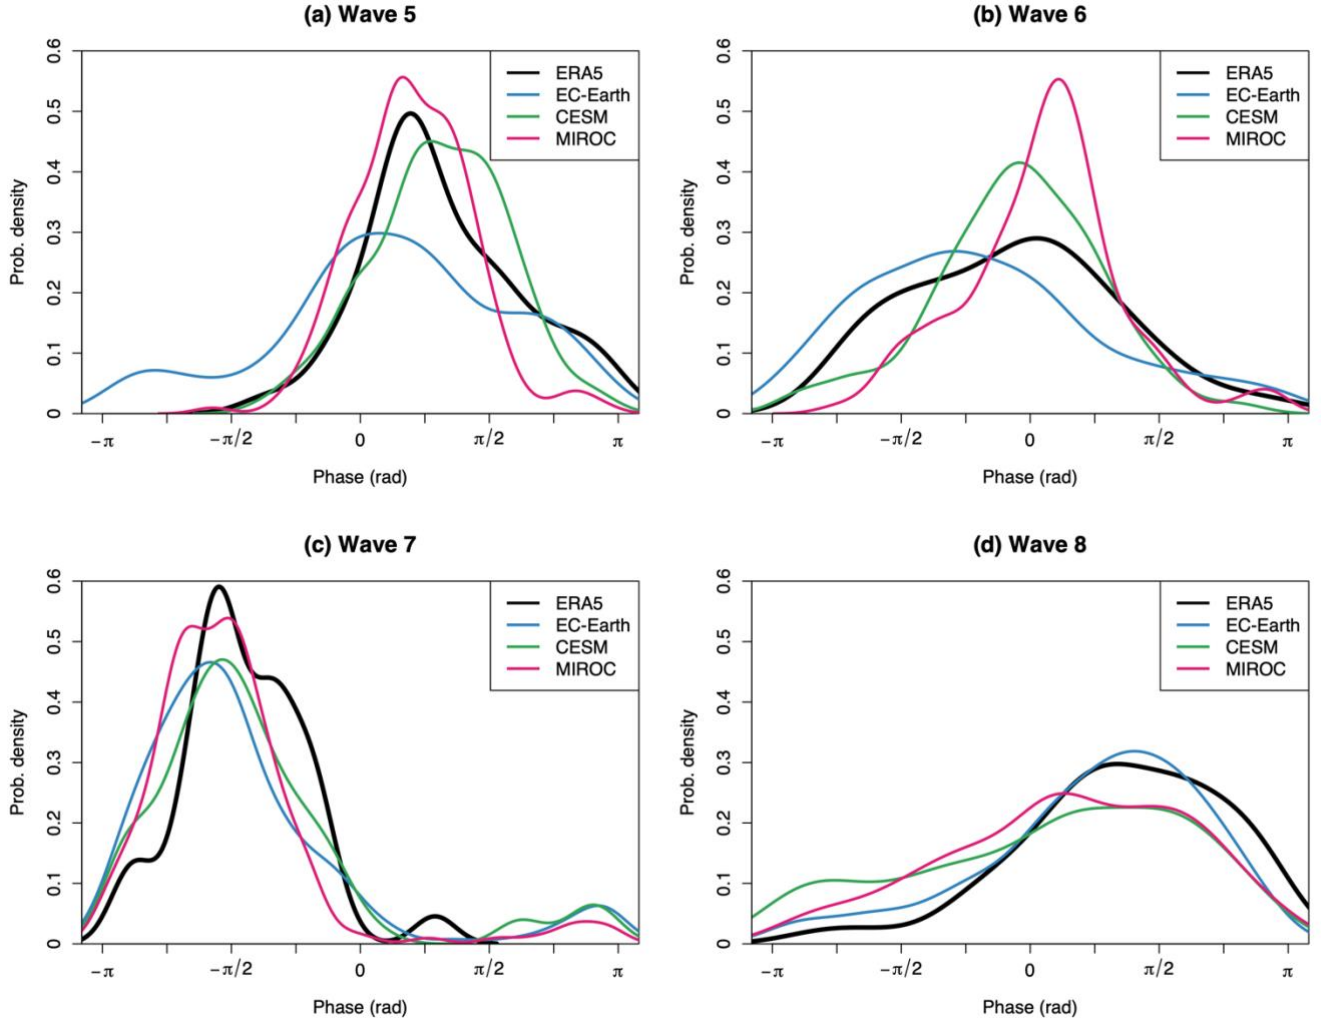 (a) Wave 5
0.6
0.5
0.4
0.3
0.2
0.1
0
Prob. density
ERA5
EC-Earth
CESM
MIROC
−π
−π/2
0
π/2
π
Phase (rad)
(b) Wave 6
0.6
0.5
0.4
0.3
0.2
0.1
0
Prob. density
ERA5
EC-Earth
CESM
MIROC
−π
−π/2
0
π/2
π
Phase (rad)
(c) Wave 7
0.6
0.5
0.4
0.3
0.2
0.1
0
Prob. density
ERA5
EC-Earth
CESM
MIROC
−π
−π/2
0
π/2
π
Phase (rad)
(d) Wave 8
0.6
0.5
0.4
0.3
0.2
0.1
0
Prob. density
ERA5
EC-Earth
CESM
MIROC
−π
−π/2
0
π/2
π
Phase (rad)